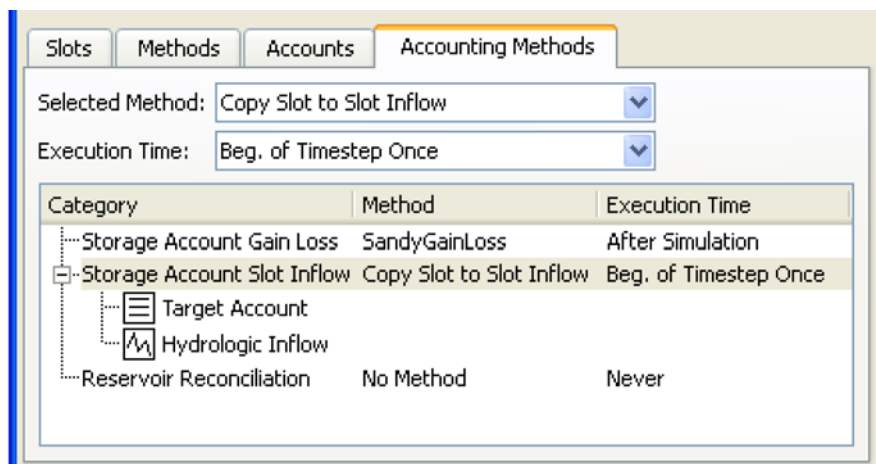 Slots Methods Accounts Accounting Methods
Selected Method: Copy Slot to Slot Inflow
Execution Time: Beg. of Timestep Once
Category Method Execution Time
Storage Account Gain Loss SandyGainLoss After Simulation
Storage Account Slot Inflow Copy Slot to Slot Inflow Beg. of Timestep Once
Target Account
Hydrologic Inflow
Reservoir Reconciliation No Method Never